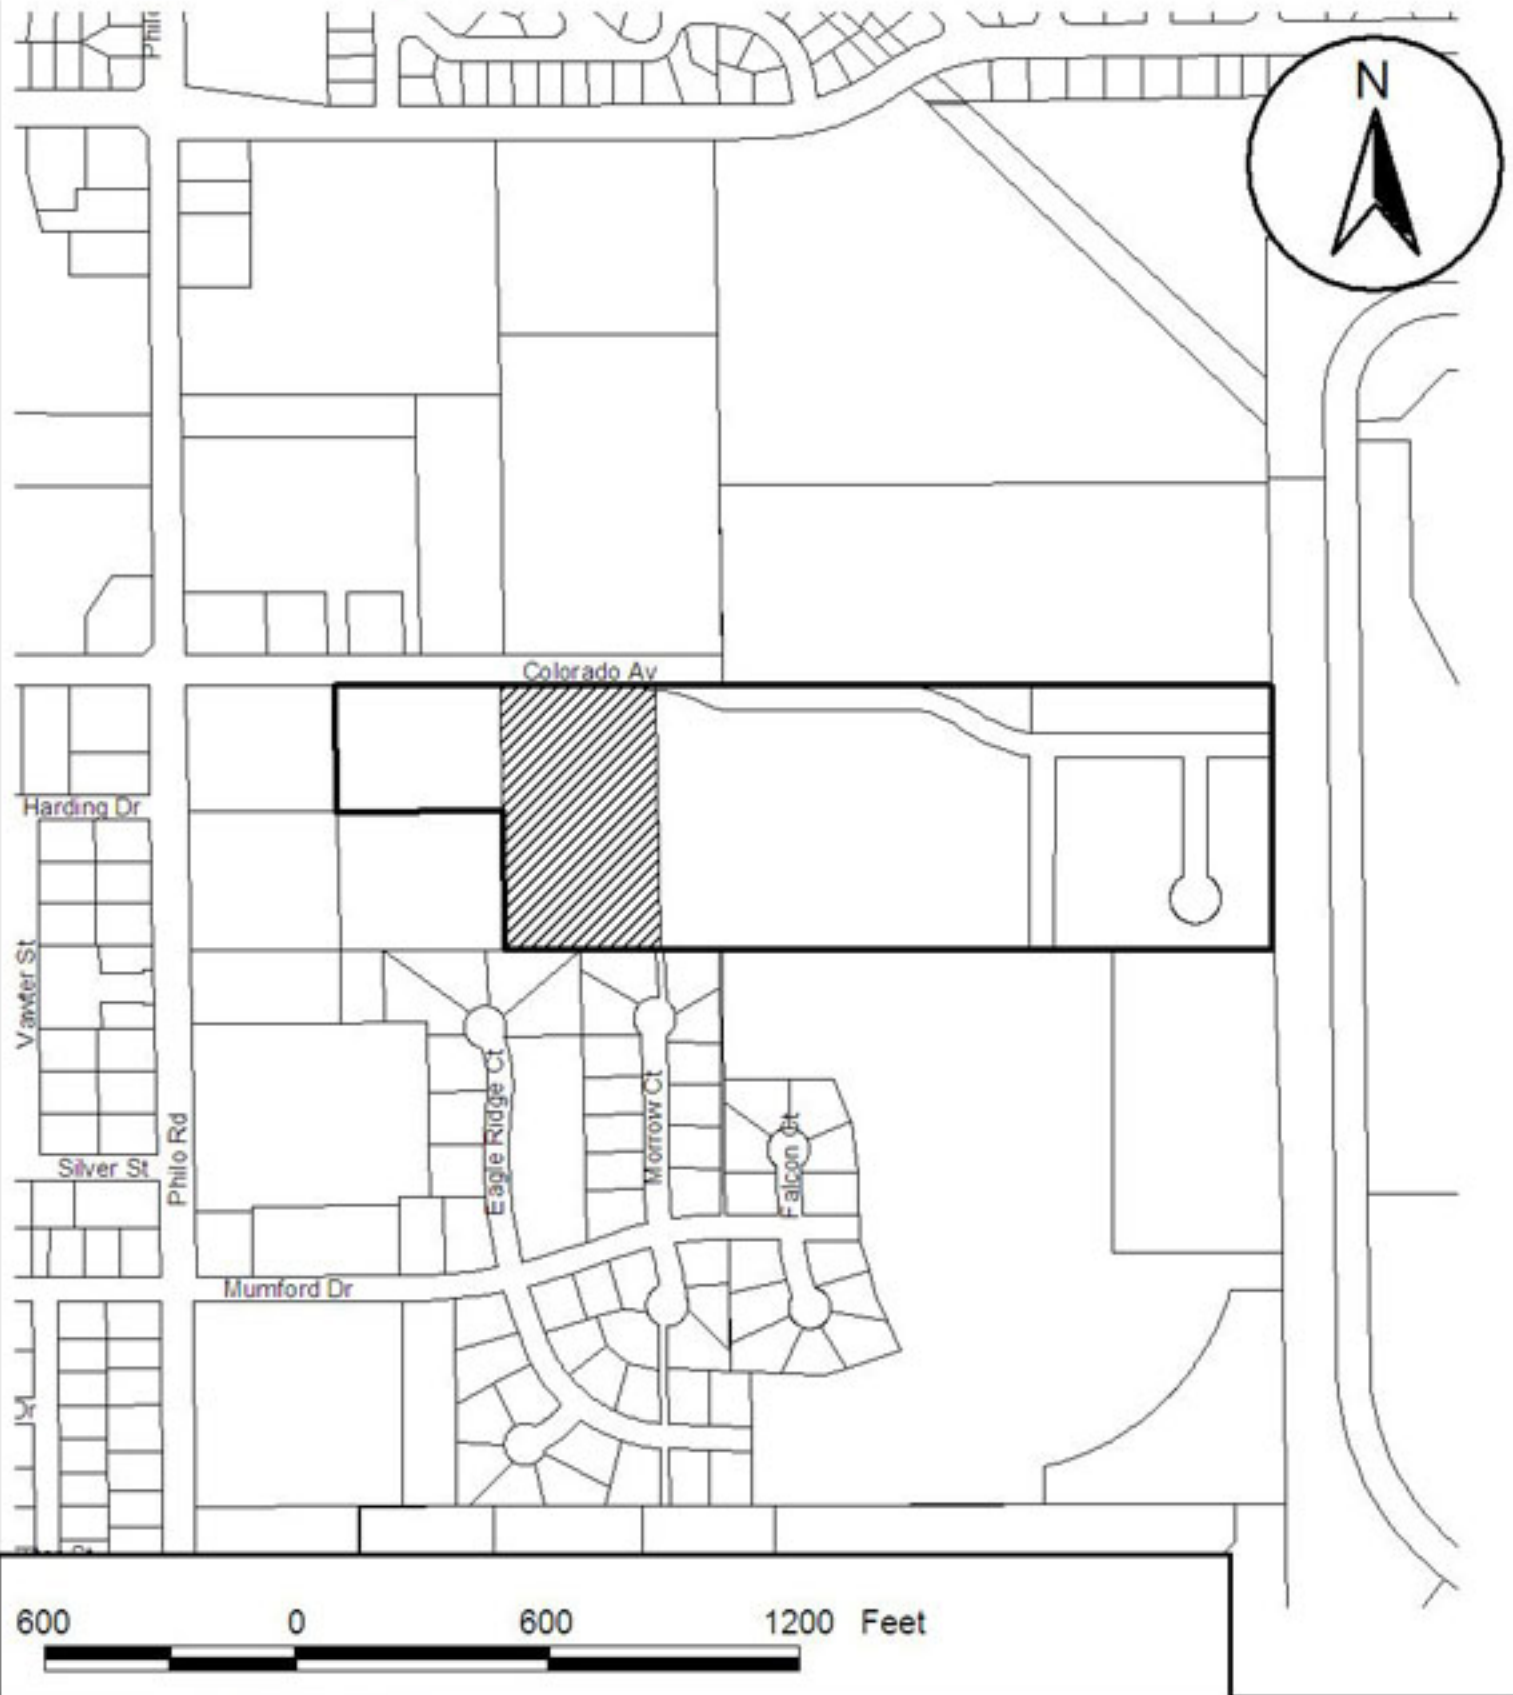 N
Colorado Av
Harding Dr
Vawter St
Silver St
Philo Rd
Eagle Ridge Ct
Morrow Ct
Falcon Ct
Mumford Dr
Dr
600 0 600 1200 Feet